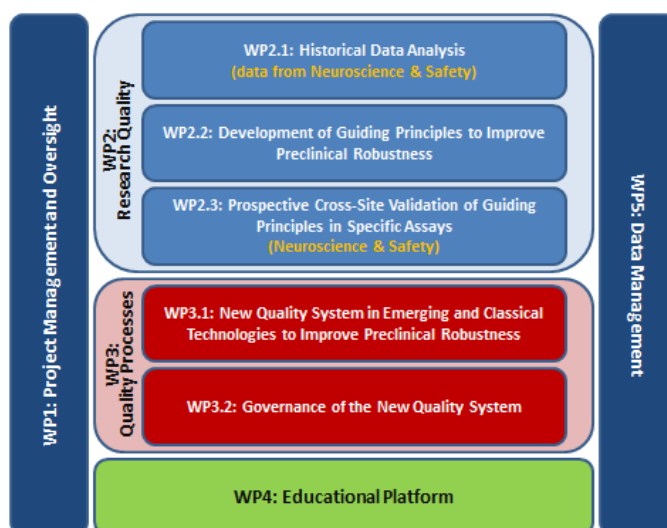 WP1: Project Management and Oversight
WP2:
Research Quality
WP2.1: Historical Data Analysis
(data from Neuroscience & Safety)
WP2.2: Development of Guiding Principles to Improve
Preclinical Robustness
WP2.3: Prospective Cross-Site Validation of Guiding
Principles in Specific Assays
(Neuroscience & Safety)
WP3:
Quality Processes
WP3.1: New Quality System in Emerging and Classical
Technologies to Improve Preclinical Robustness
WP3.2: Governance of the New Quality System
WP4: Educational Platform
WP5: Data Management